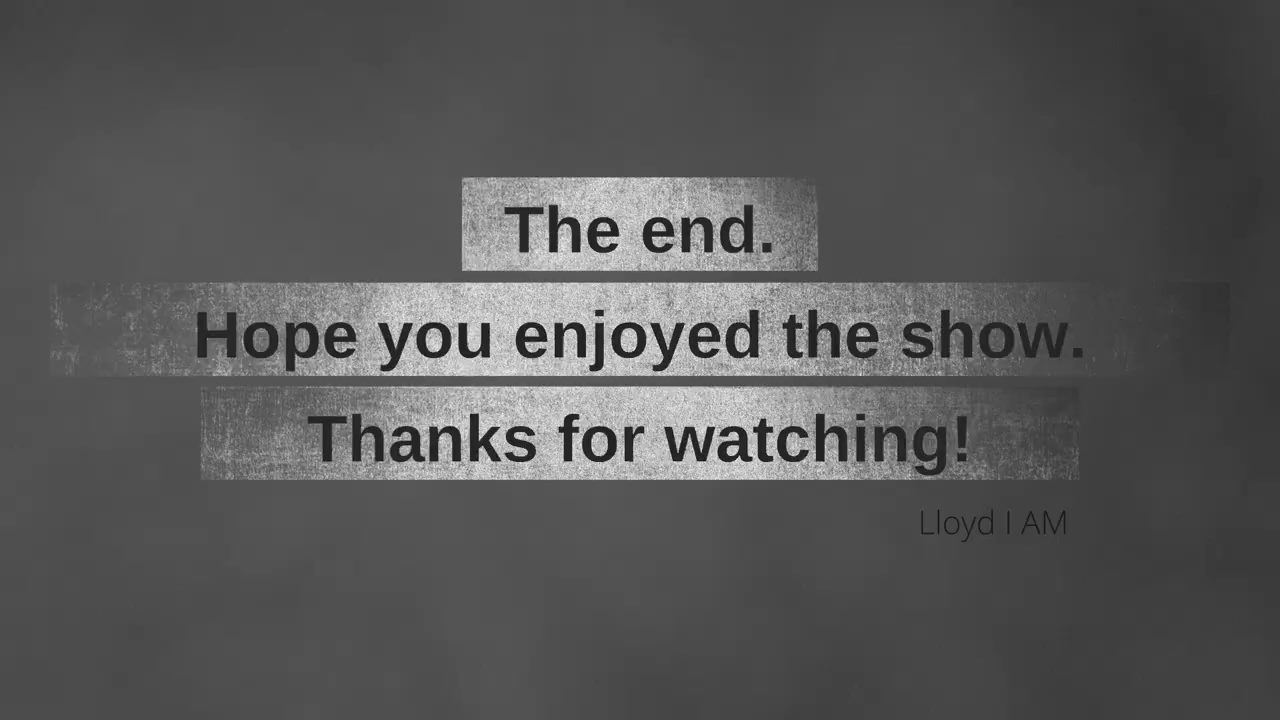 The end.
Hope you enjoyed the show.
Thanks for watching!
Lloyd I AM